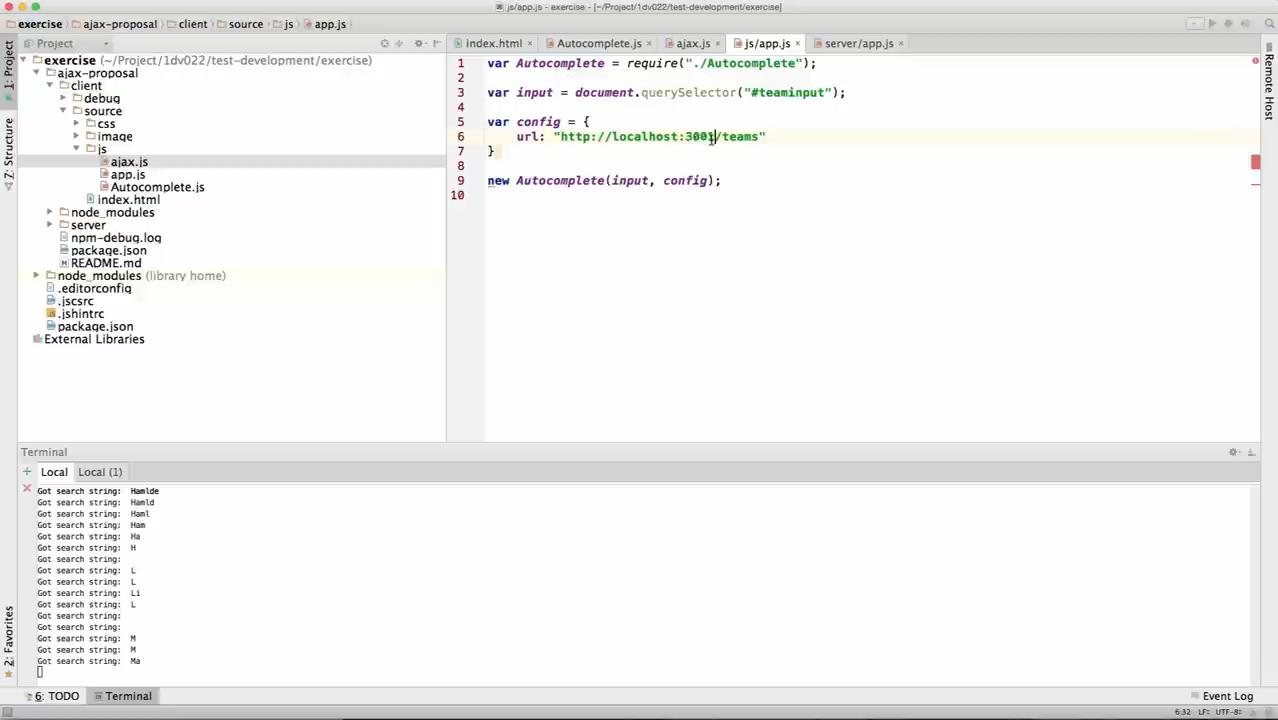 js/app.js - exercise - [~/Project/1dv022/test-development/exercise]
exercise ajax-proposal client source js app.js
Project
index.html Autocomplete.js ajax.js js/app.js server/app.js
1: Project
Z: Structure
2: Favorites
Remote Host
exercise (~/Project/1dv022/test-development/exercise)
ajax-proposal
client
debug
source
css
image
js
ajax.js
app.js
Autocomplete.js
index.html
node_modules
server
npm-debug.log
package.json
README.md
node_modules (library home)
.editorconfig
.jscsrc
.jshintrc
package.json
External Libraries
1 var Autocomplete = require("./Autocomplete");
2
3 var input = document.querySelector("#teaminput");
4
5 var config = {
6 url: "http://localhost:3001/teams"
7 }
8
9 new Autocomplete(input, config);
10
Terminal
Local Local (1)
Got search string: Hamlde
Got search string: Hamld
Got search string: Haml
Got search string: Ham
Got search string: Ha
Got search string: H
Got search string:
Got search string: L
Got search string: L
Got search string: Li
Got search string: L
Got search string:
Got search string:
Got search string: M
Got search string: M
Got search string: Ma
6: TODO Terminal Event Log
6:32 LF÷ UTF-8÷